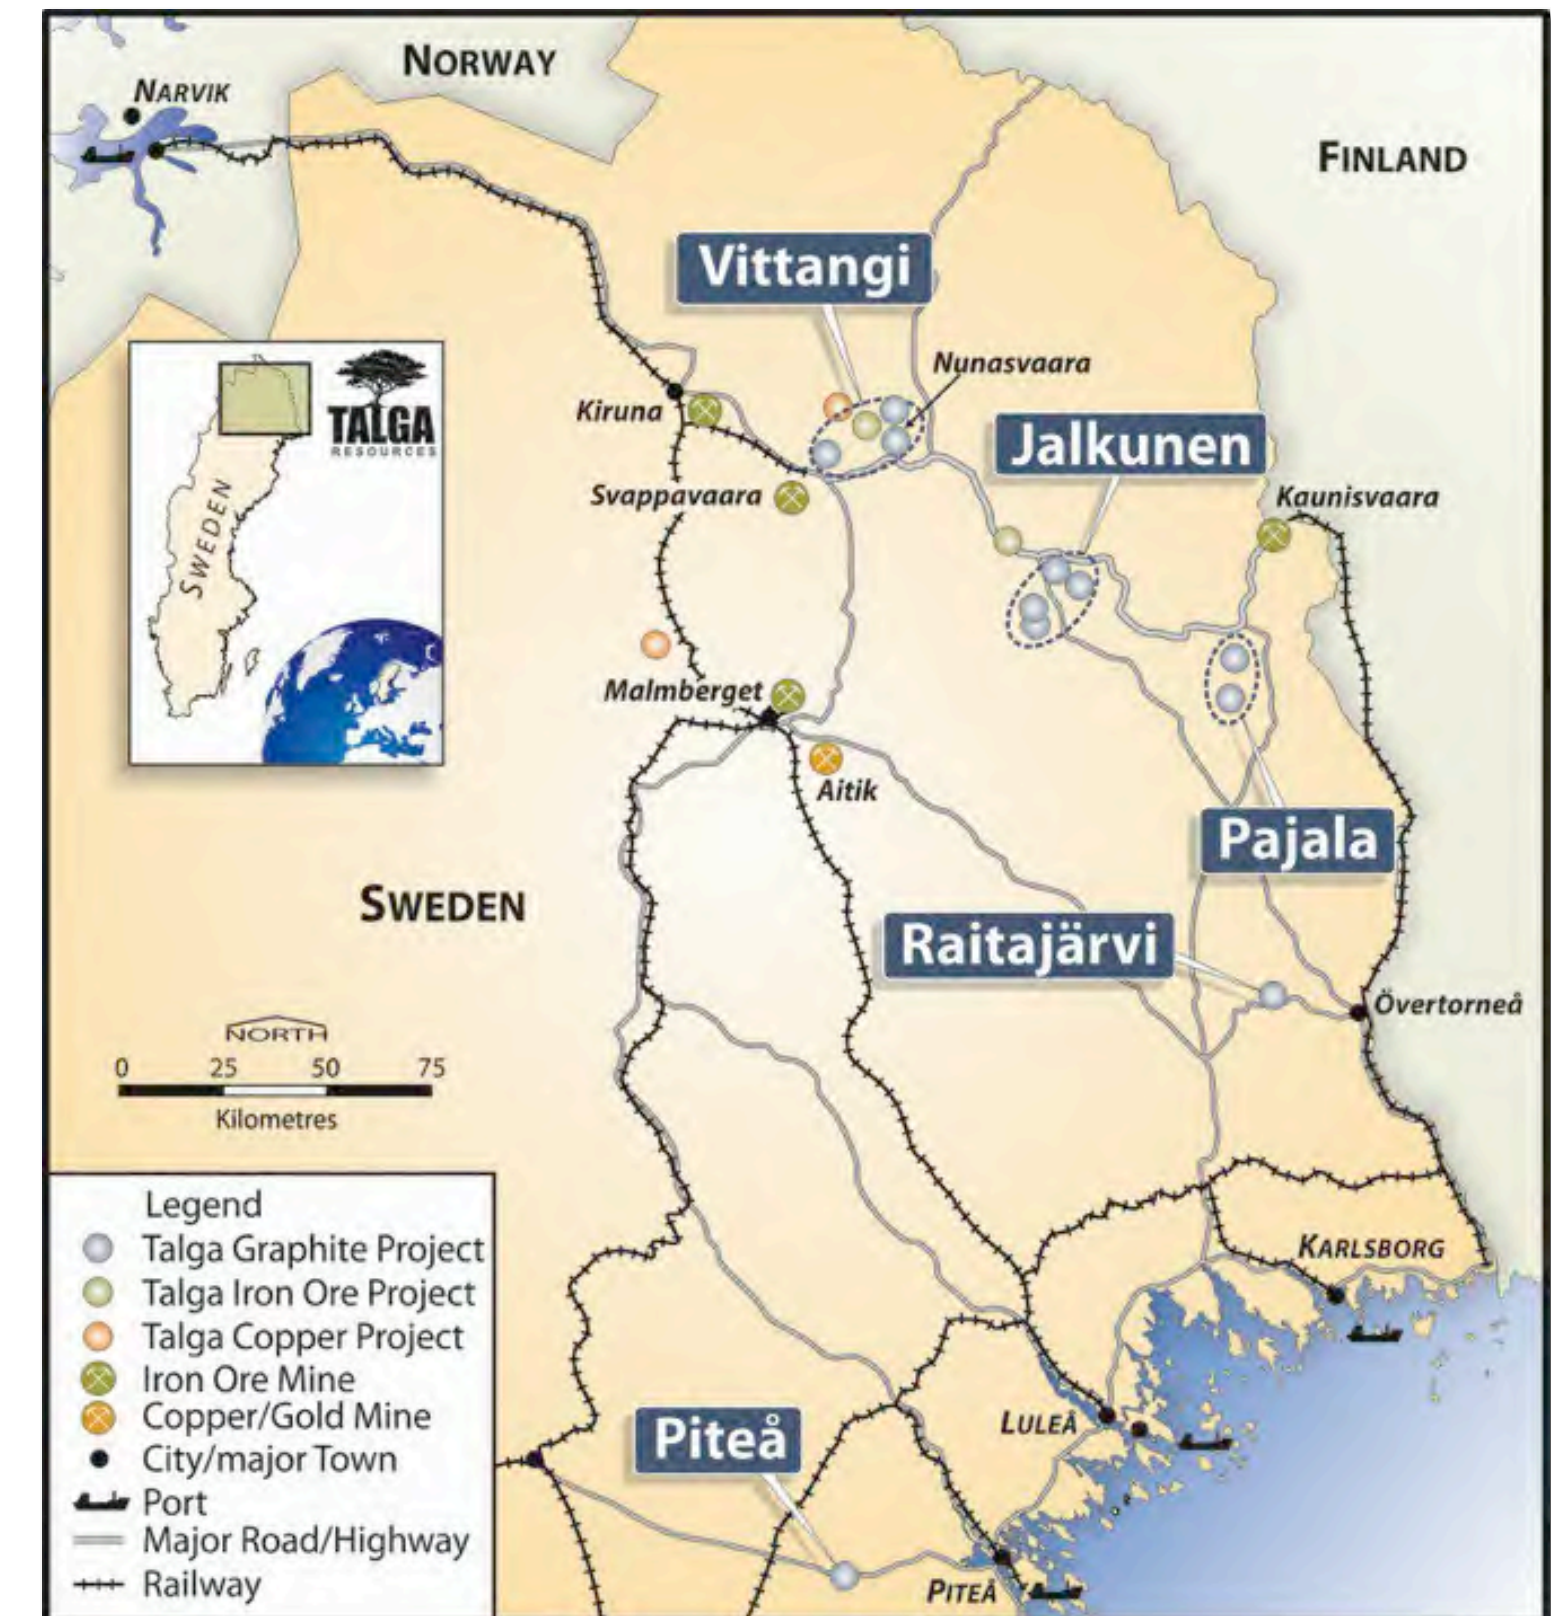 NORWAY
NARVIK
FINLAND
Vittangi
Nunasvaara
Kiruna
Jalkunen
TALGA
RESOURCES
SWEDEN
Svappavaara
Kaunisvaara
Malmberget
Aitik
Pajala
SWEDEN
Raitajärvi
Övertorneå
NORTH
0 25 50 75
Kilometres
Legend
Talga Graphite Project
Talga Iron Ore Project
Talga Copper Project
Iron Ore Mine
Copper/Gold Mine
City/major Town
Port
Major Road/Highway
Railway
KARLSBORG
LULEÅ
Piteå
PITEÅ